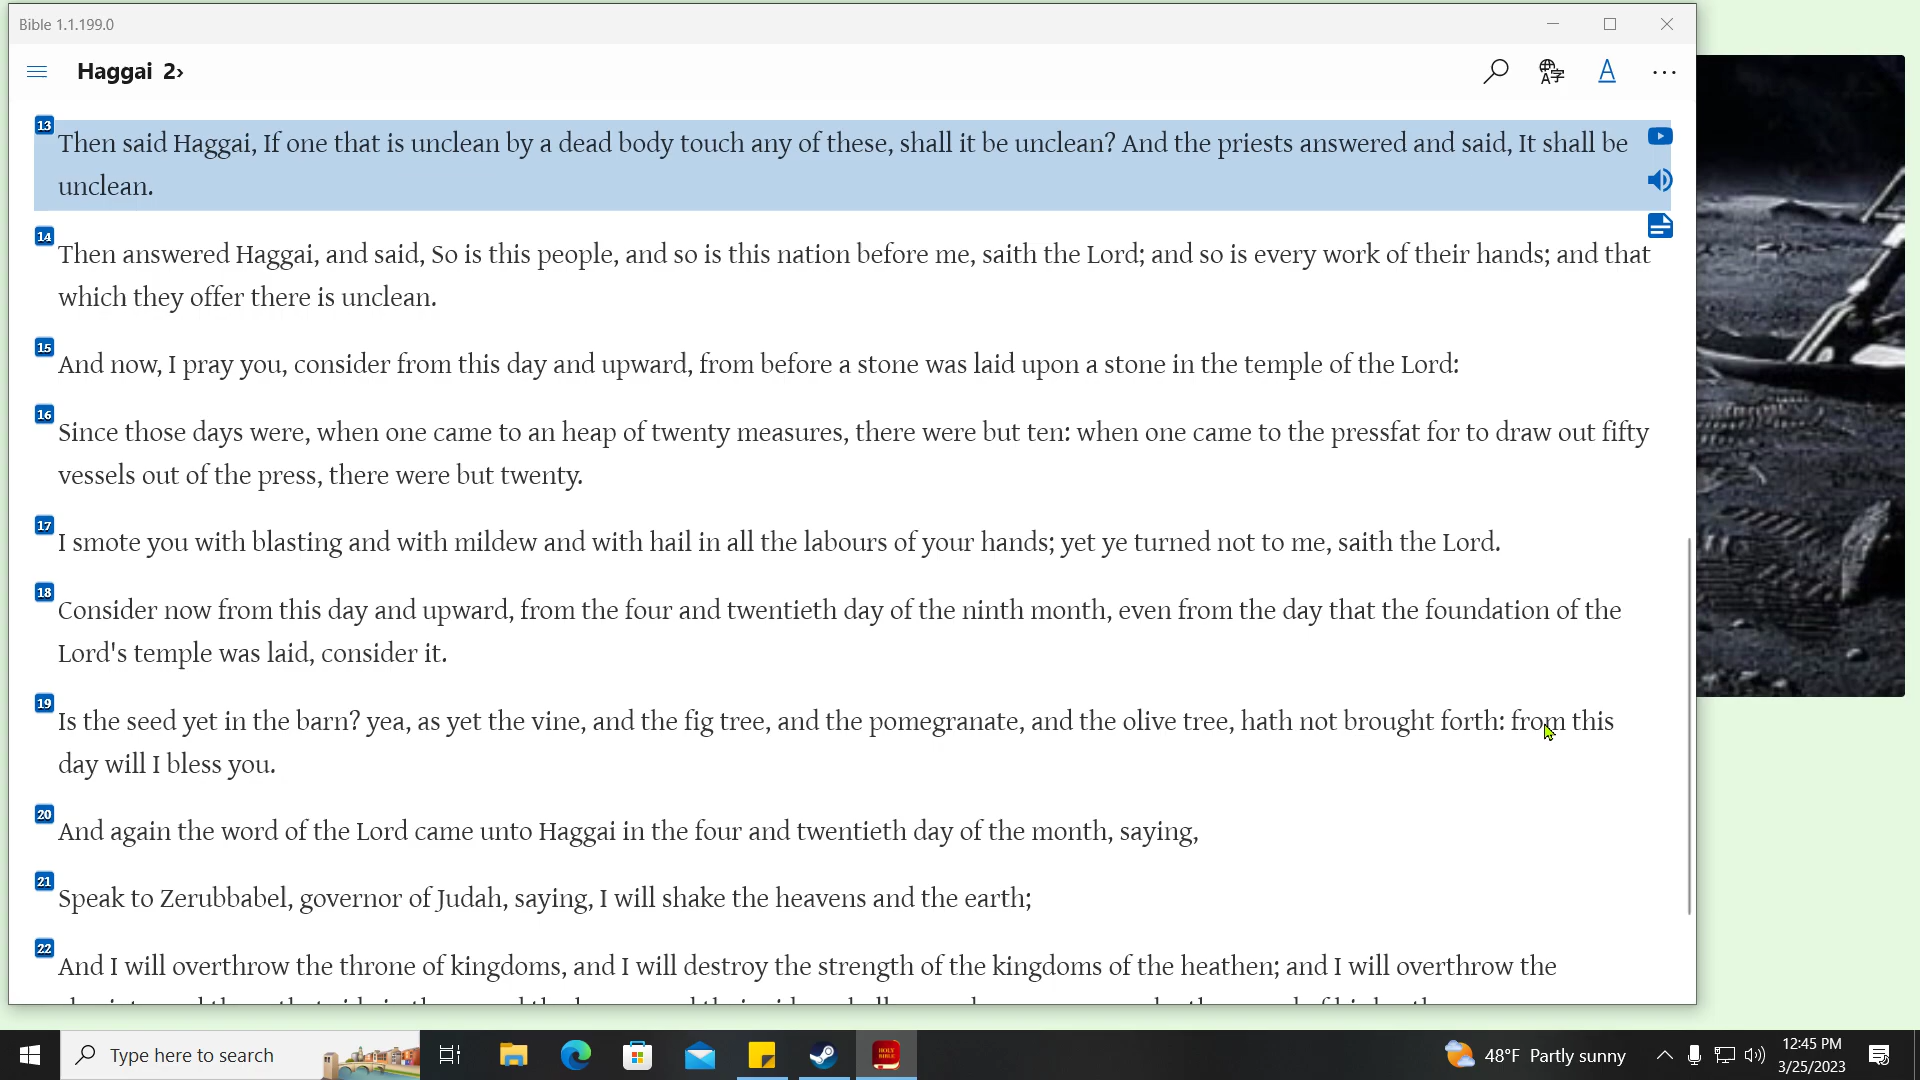 Bible 1.1.199.0
Haggai 2›
13
Then said Haggai, If one that is unclean by a dead body touch any of these, shall it be unclean? And the priests answered and said, It shall be
unclean.
14
Then answered Haggai, and said, So is this people, and so is this nation before me, saith the Lord; and so is every work of their hands; and that
which they offer there is unclean.
15
And now, I pray you, consider from this day and upward, from before a stone was laid upon a stone in the temple of the Lord:
16
Since those days were, when one came to an heap of twenty measures, there were but ten: when one came to the pressfat for to draw out fifty
vessels out of the press, there were but twenty.
17
I smote you with blasting and with mildew and with hail in all the labours of your hands; yet ye turned not to me, saith the Lord.
18
Consider now from this day and upward, from the four and twentieth day of the ninth month, even from the day that the foundation of the
Lord's temple was laid, consider it.
19
Is the seed yet in the barn? yea, as yet the vine, and the fig tree, and the pomegranate, and the olive tree, hath not brought forth: from this
day will I bless you.
20
And again the word of the Lord came unto Haggai in the four and twentieth day of the month, saying,
21
Speak to Zerubbabel, governor of Judah, saying, I will shake the heavens and the earth;
22
And I will overthrow the throne of kingdoms, and I will destroy the strength of the kingdoms of the heathen; and I will overthrow the
Type here to search
HOLY
BIBLE
48°F Partly sunny
12:45 PM
3/25/2023